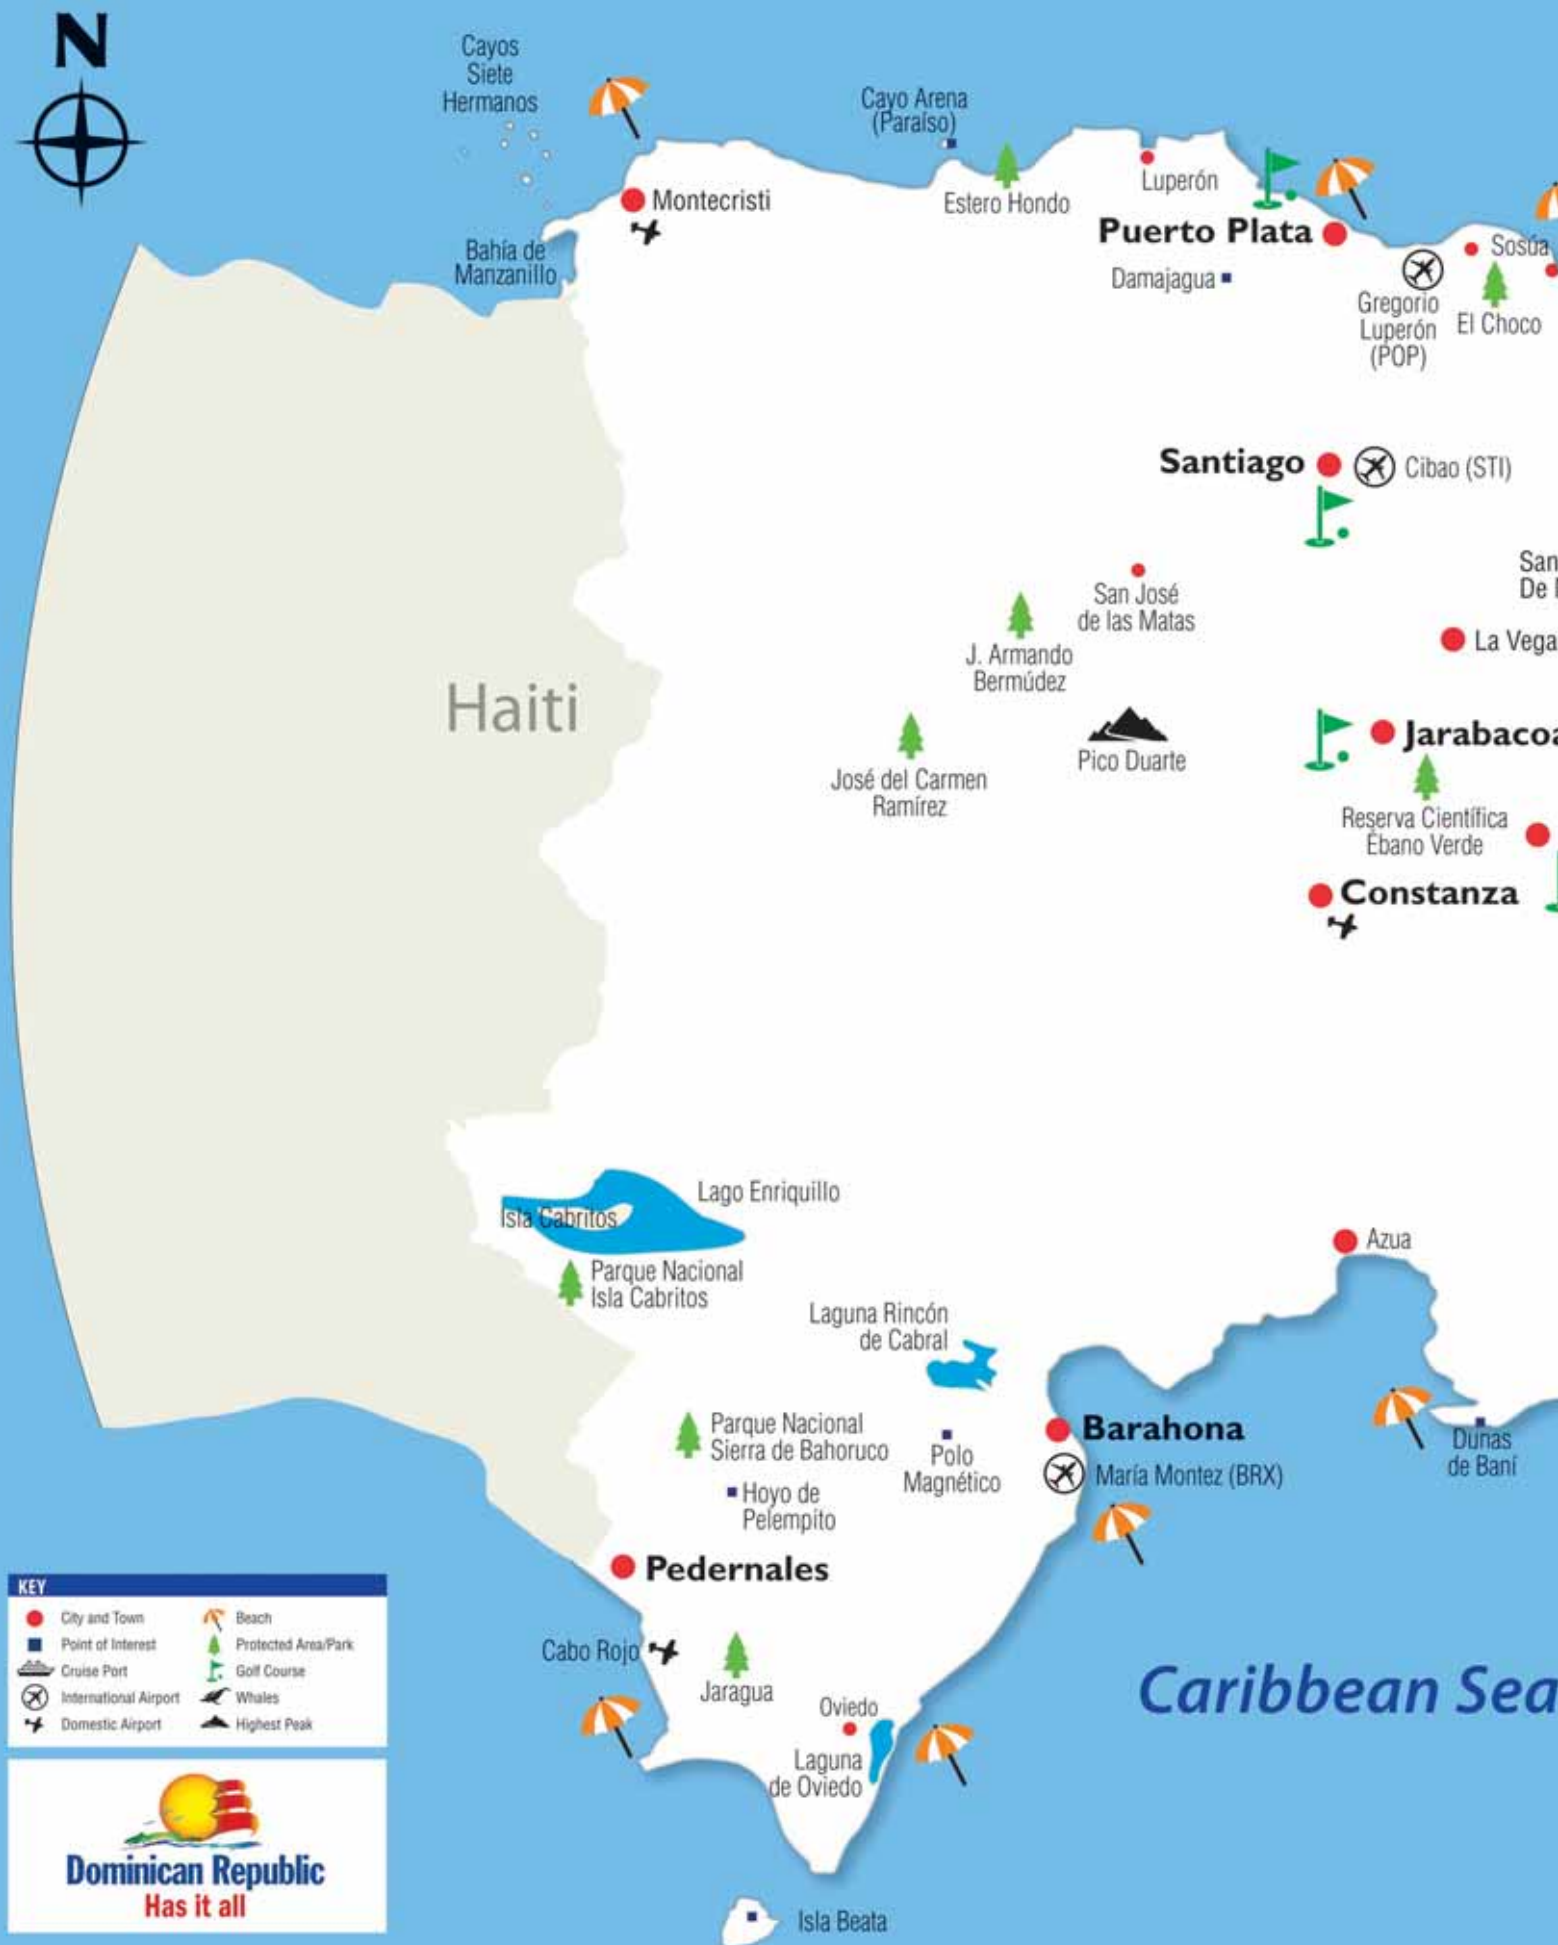 N
Cayos
Siete
Hermanos
Cayo Arena
(Paraíso)
Luperón
Estero Hondo
Montecristi
Puerto Plata
Sosúa
Bahía de
Manzanillo
Damajagua
Gregorio
Luperón
(POP)
El Choco
Santiago
Cibao (STI)
San
De
San José
de las Matas
La Vega
J. Armando
Bermúdez
Haiti
Jarabacoa
Pico Duarte
José del Carmen
Ramírez
Reserva Científica
Ébano Verde
Constanza
Lago Enriquillo
Isla Cabritos
Azua
Parque Nacional
Isla Cabritos
Laguna Rincón
de Cabral
Parque Nacional
Sierra de Bahoruco
Polo
Magnético
Barahona
Dunas
de Baní
María Montez (BRX)
Hoyo de
Pelempito
Pedernales
KEY
City and Town
Beach
Point of Interest
Protected Area/Park
Cruise Port
Golf Course
International Airport
Whales
Domestic Airport
Highest Peak
Cabo Rojo
Jaragua
Caribbean Sea
Oviedo
Laguna
de Oviedo
Dominican Republic
Has it all
Isla Beata